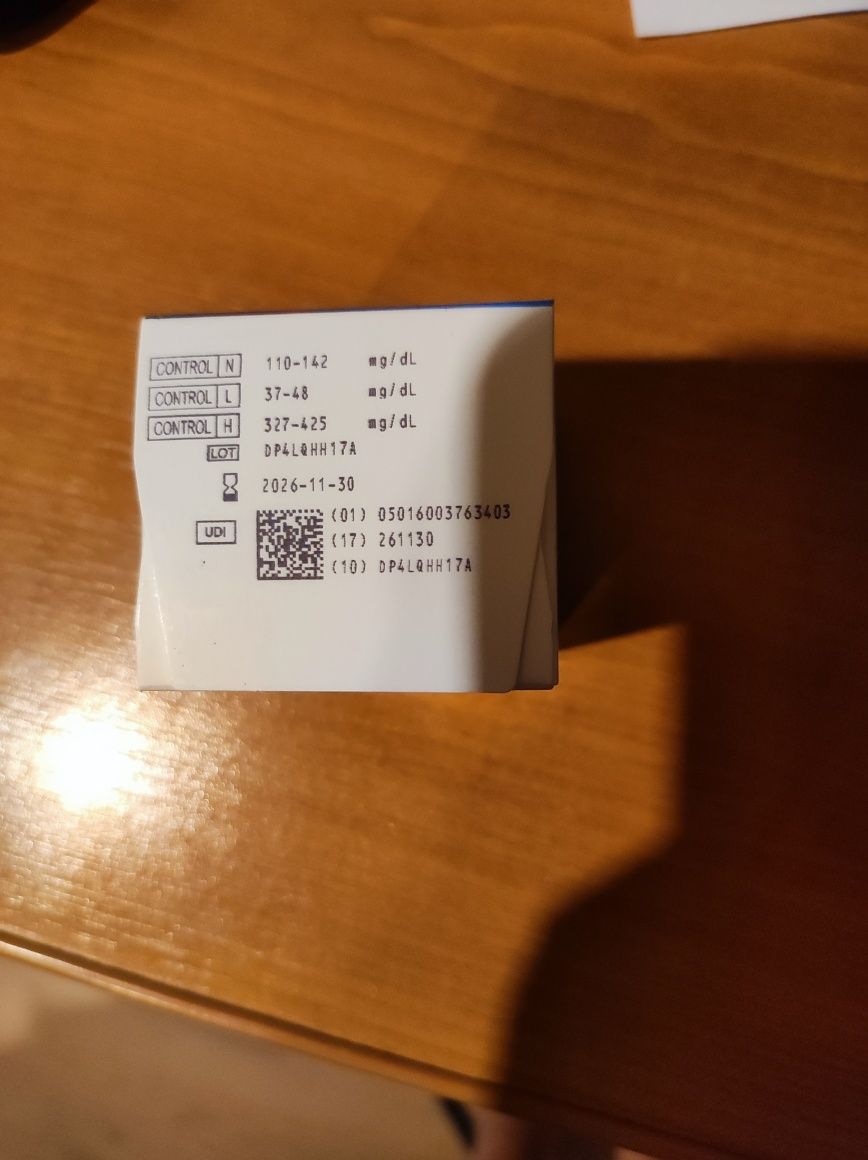 CONTROL N 110-142 mg/dL
CONTROL L 37-48 mg/dL
CONTROL H 327-425 mg/dL
LOT DP4LQHH17A
2026-11-30
UDI (01) 05016003763403
(17) 261130
(10) DP4LQHH17A